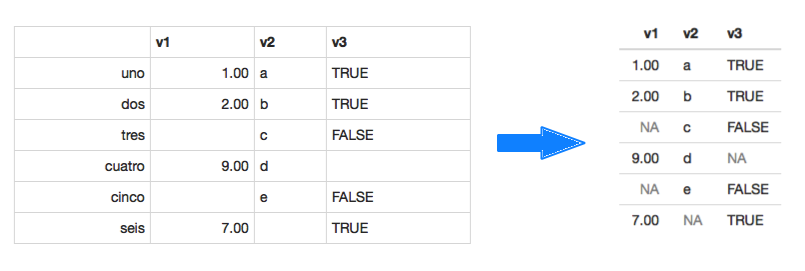 v1 v2 v3
uno 1.00 a TRUE
dos 2.00 b TRUE
tres c FALSE
cuatro 9.00 d
cinco e FALSE
seis 7.00 TRUE
v1 v2 v3
1.00 a TRUE
2.00 b TRUE
NA c FALSE
9.00 d NA
NA e FALSE
7.00 NA TRUE